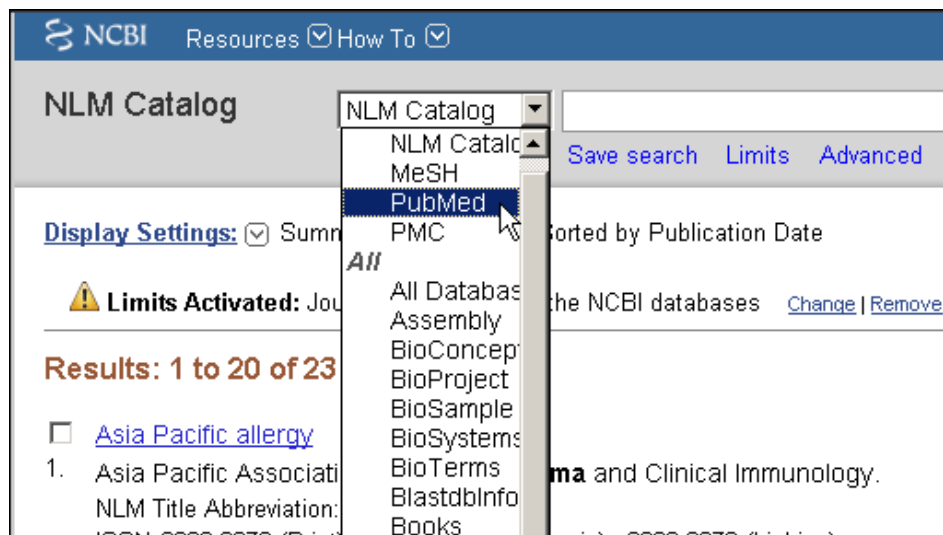 NCBI Resources How To
NLM Catalog
NLM Catalog
NLM Catalo
MeSH
PubMed
PMC
All
All Databas
Assembly
BioConcep
BioProject
BioSample
BioSystems
BioTerms
BlastdbInfo
Books
Save search Limits Advanced
Display Settings: Summ
orted by Publication Date
Limits Activated: Jou
he NCBI databases Change | Remove
Results: 1 to 20 of 23
Asia Pacific allergy
1. Asia Pacific Associati
ma and Clinical Immunology.
NLM Title Abbreviation: